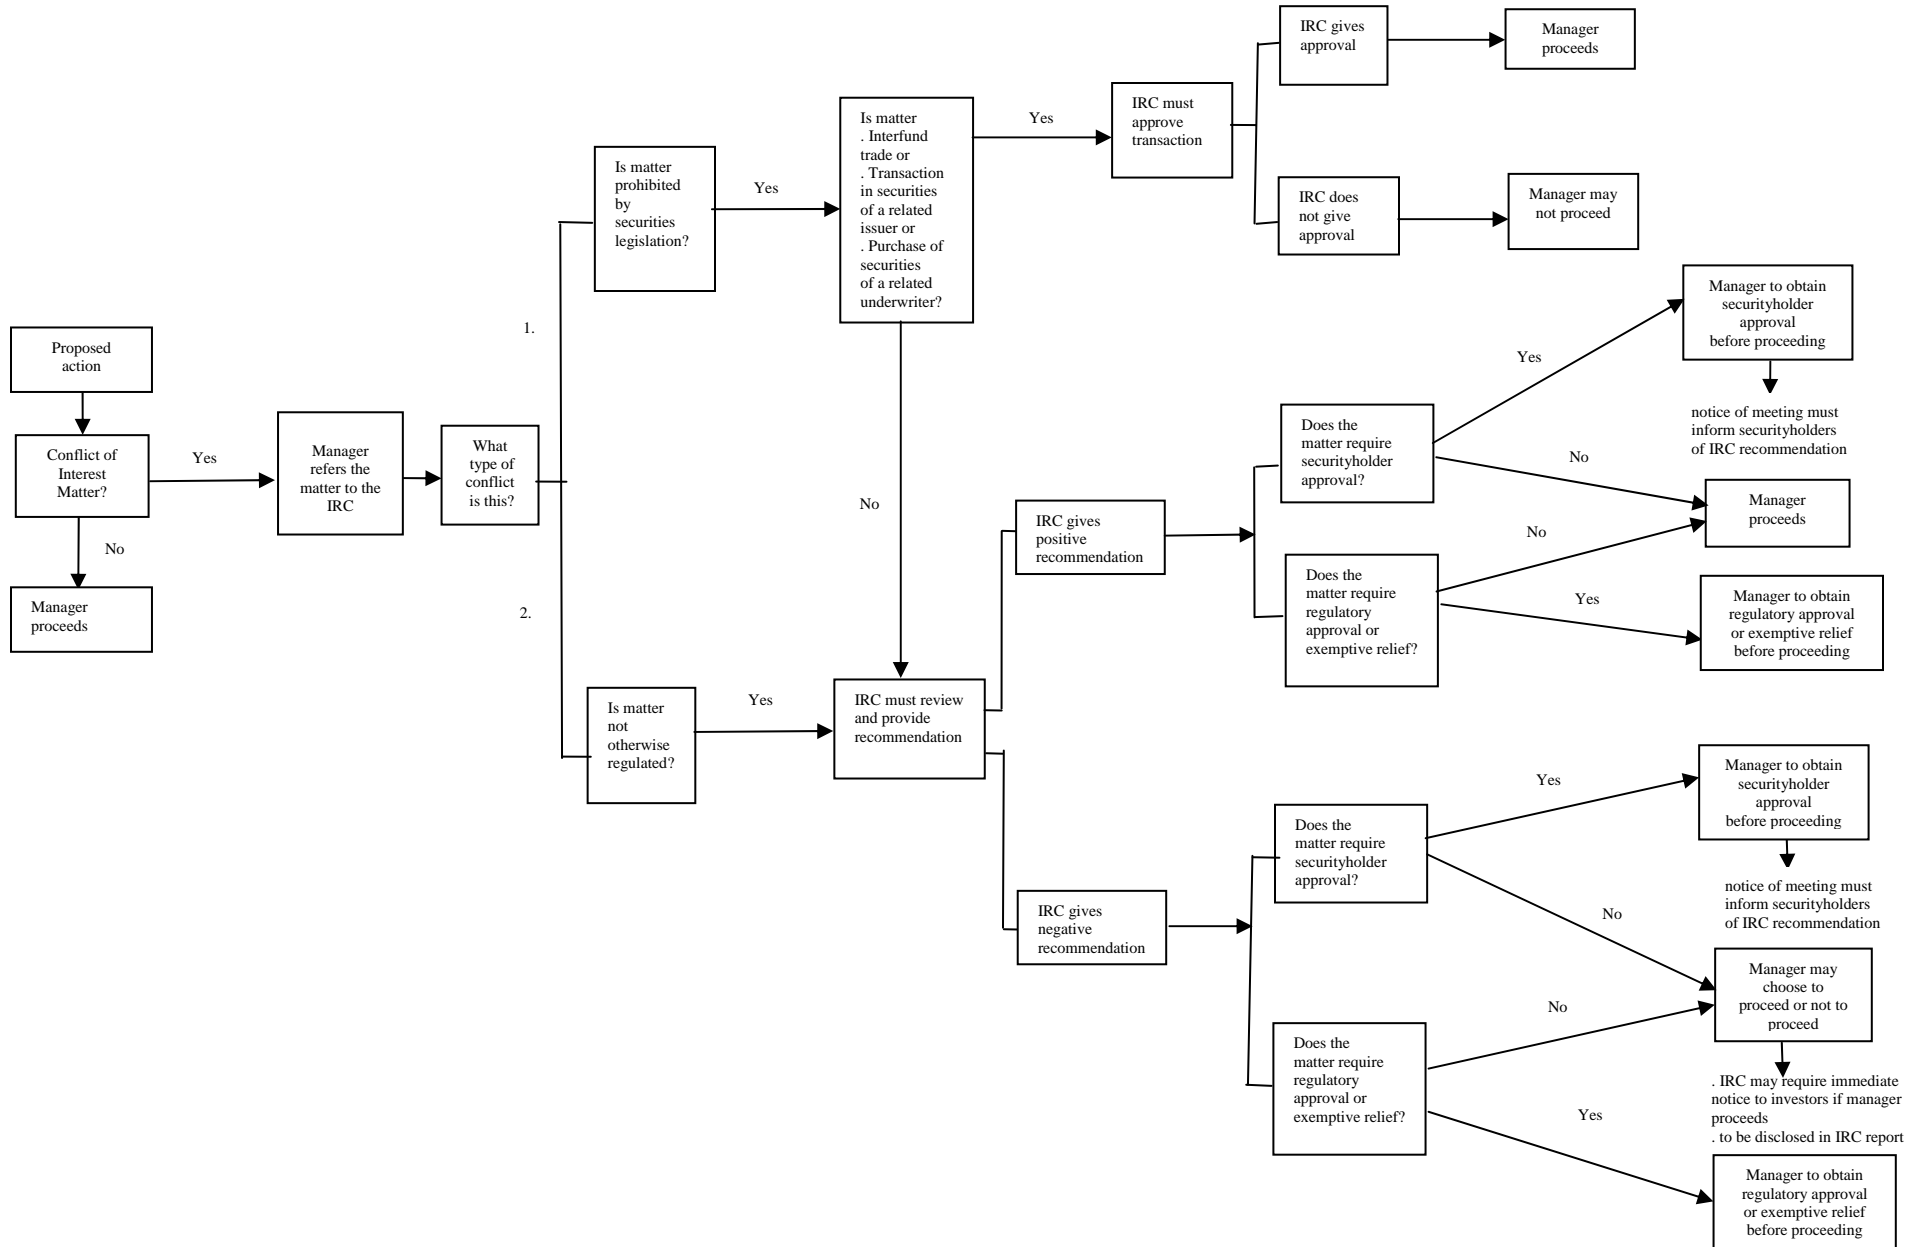 Proposed
action
Conflict of
Interest
Matter?
Yes
No
Manager
proceeds
Manager
refers the
matter to the
IRC
What
type of
conflict
is this?
1.
Is matter
prohibited
by
securities
legislation?
Yes
Is matter
. Interfund
trade or
. Transaction
in securities
of a related
issuer or
. Purchase of
securities
of a related
underwriter?
Yes
IRC must
approve
transaction
IRC gives
approval
Manager
proceeds
IRC does
not give
approval
Manager may
not proceed
No
2.
Is matter
not
otherwise
regulated?
Yes
IRC must review
and provide
recommendation
IRC gives
positive
recommendation
Does the
matter require
securityholder
approval?
Yes
Manager to obtain
securityholder
approval
before proceeding
notice of meeting must
inform securityholders
of IRC recommendation
No
Manager
proceeds
Does the
matter require
regulatory
approval or
exemptive relief?
No
Yes
Manager to obtain
regulatory approval
or exemptive relief
before proceeding
IRC gives
negative
recommendation
Does the
matter require
securityholder
approval?
Yes
Manager to obtain
securityholder
approval
before proceeding
notice of meeting must
inform securityholders
of IRC recommendation
No
Manager may
choose to
proceed or not to
proceed
. IRC may require immediate
notice to investors if manager
proceeds
. to be disclosed in IRC report
Does the
matter require
regulatory
approval or
exemptive relief?
No
Yes
Manager to obtain
regulatory approval
or exemptive relief
before proceeding